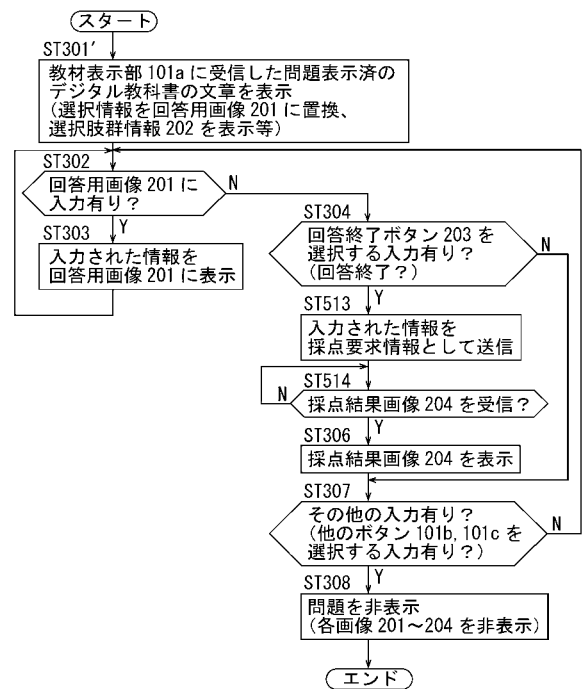 スタート
ST301′
教材表示部 101a に受信した問題表示済の
デジタル教科書の文章を表示
(選択情報を回答用画像 201 に置換、
選択肢群情報 202 を表示等)
ST302
回答用画像 201 に
入力有り？
N
Y
ST303
入力された情報を
回答用画像 201 に表示
ST304
回答終了ボタン 203 を
選択する入力有り？
(回答終了？)
N
Y
ST513
入力された情報を
採点要求情報として送信
ST514
N
採点結果画像 204 を受信？
Y
ST306
採点結果画像 204 を表示
ST307
その他の入力有り？
(他のボタン 101b, 101c を
選択する入力有り？)
N
Y
ST308
問題を非表示
(各画像 201～204 を非表示)
エンド